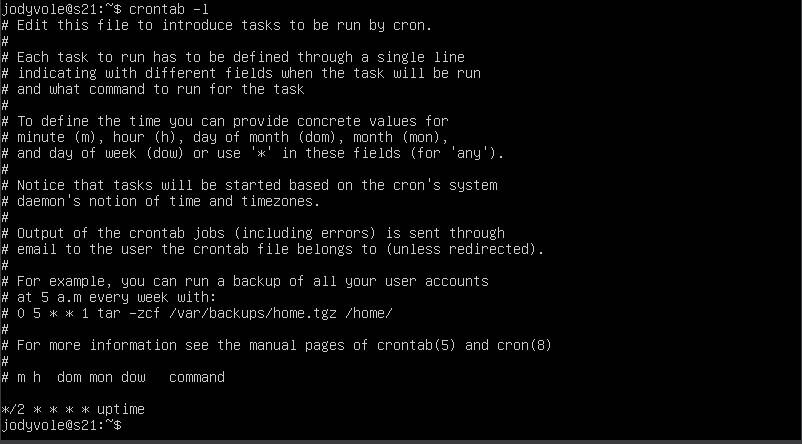 jodyvole@s21:~$ crontab -l
# Edit this file to introduce tasks to be run by cron.
#
# Each task to run has to be defined through a single line
# indicating with different fields when the task will be run
# and what command to run for the task
#
# To define the time you can provide concrete values for
# minute (m), hour (h), day of month (dom), month (mon),
# and day of week (dow) or use '*' in these fields (for 'any').
#
# Notice that tasks will be started based on the cron's system
# daemon's notion of time and timezones.
#
# Output of the crontab jobs (including errors) is sent through
# email to the user the crontab file belongs to (unless redirected).
#
# For example, you can run a backup of all your user accounts
# at 5 a.m every week with:
# 0 5 * * 1 tar -zcf /var/backups/home.tgz /home/
#
# For more information see the manual pages of crontab(5) and cron(8)
#
# m h  dom mon dow   command

*/2 * * * * uptime
jodyvole@s21:~$